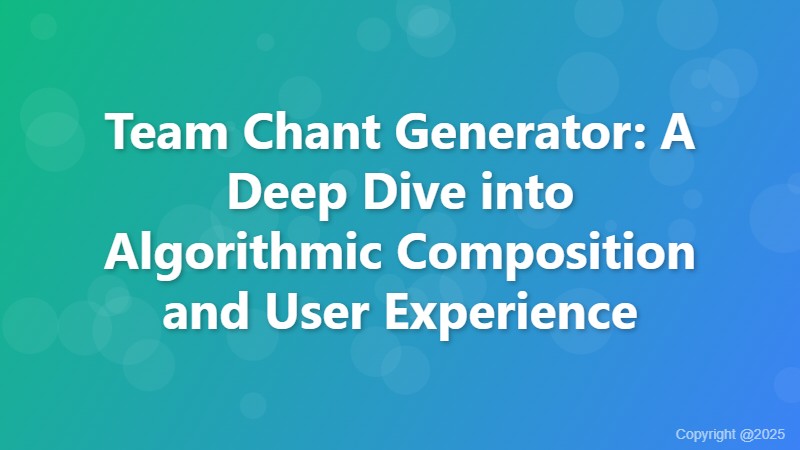 Team Chant Generator: A
Deep Dive into
Algorithmic Composition
and User Experience
Copyright @2025